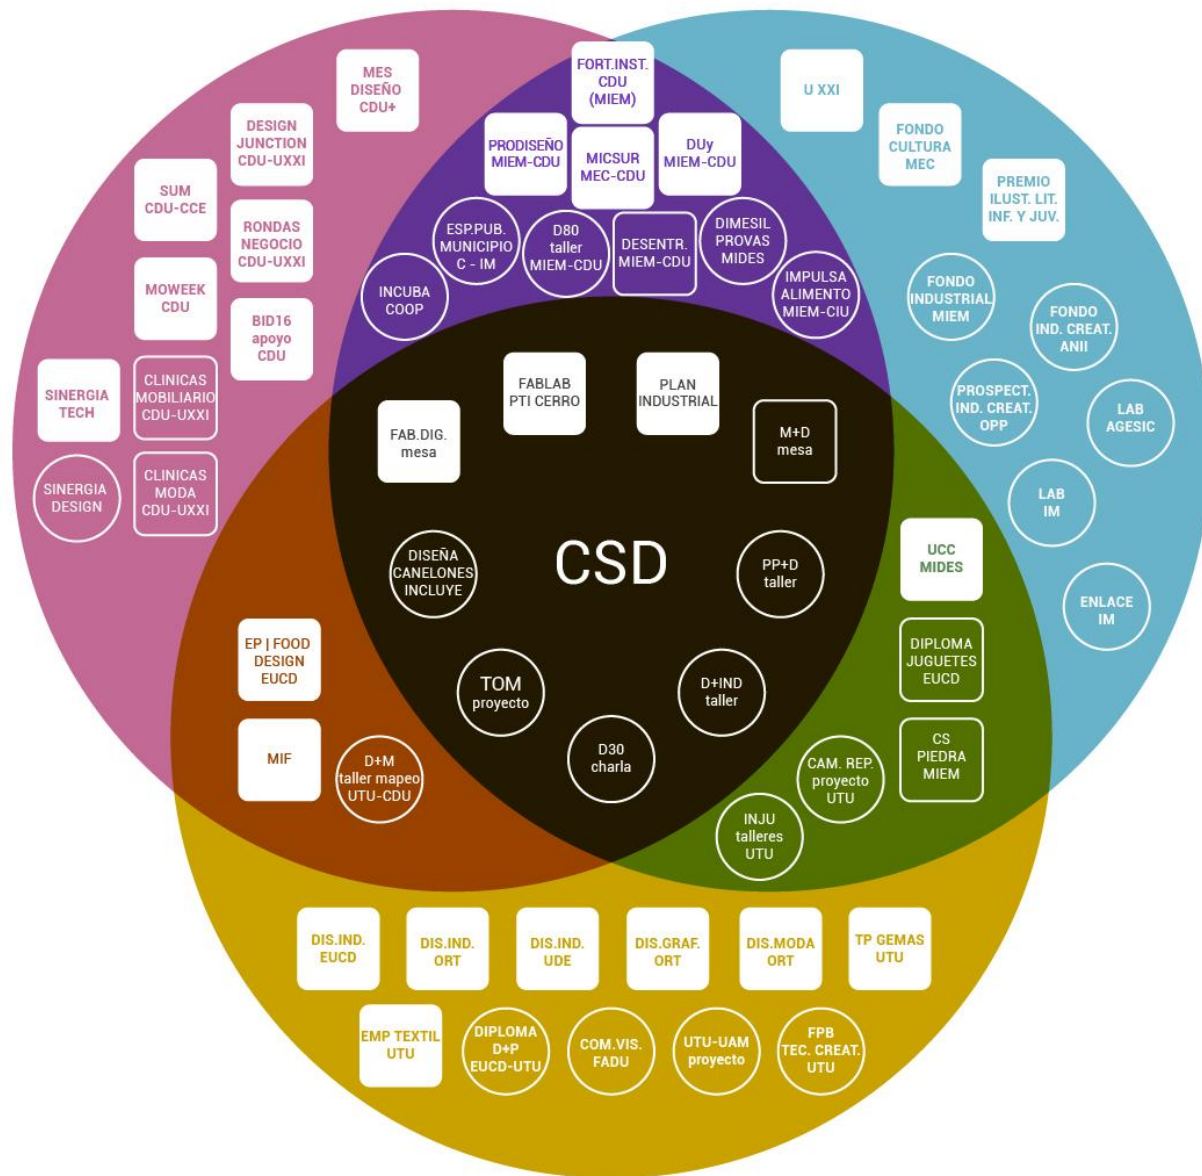 MES
DISEÑO
CDU+
FORT.INST.
CDU
(MIEM)
U XXI
DESIGN
JUNCTION
CDU-UXXI
PRODISEÑO
MIEM-CDU
MICSUR
MEC-CDU
DUy
MIEM-CDU
FONDO
CULTURA
MEC
SUM
CDU-CCE
PREMIO
ILUST. LIT.
INF. Y JUV.
RONDAS
NEGOCIO
CDU-UXXI
ESP.PUB.
MUNICIPIO
C - IM
D80
taller
MIEM-CDU
DESENTR.
MIEM-CDU
DIMESIL
PROVAS
MIDES
MOWEEK
CDU
INCUBA
COOP
IMPULSA
ALIMENTO
MIEM-CIU
FONDO
INDUSTRIAL
MIEM
FONDO
IND. CREAT.
ANII
BID16
apoyo
CDU
SINERGIA
TECH
CLINICAS
MOBILIARIO
CDU-UXXI
FABLAB
PTI CERRO
PLAN
INDUSTRIAL
PROSPECT.
IND. CREAT.
OPP
LAB
AGESIC
FAB.DIG.
mesa
M+D
mesa
SINERGIA
DESIGN
CLINICAS
MODA
CDU-UXXI
LAB
IM
DISEÑA
CANELONES
INCLUYE
CSD
PP+D
taller
UCC
MIDES
ENLACE
IM
EP | FOOD
DESIGN
EUCD
DIPLOMA
JUGUETES
EUCD
TOM
proyecto
D+IND
taller
MIF
D+M
taller mapeo
UTU-CDU
D30
charla
CAM. REP.
proyecto
UTU
CS
PIEDRA
MIEM
INJU
talleres
UTU
DIS.IND.
EUCD
DIS.IND.
ORT
DIS.IND.
UDE
DIS.GRAF.
ORT
DIS.MODA
ORT
TP GEMAS
UTU
EMP TEXTIL
UTU
DIPLOMA
D+P
EUCD-UTU
COM.VIS.
FADU
UTU-UAM
proyecto
FPB
TEC. CREAT.
UTU